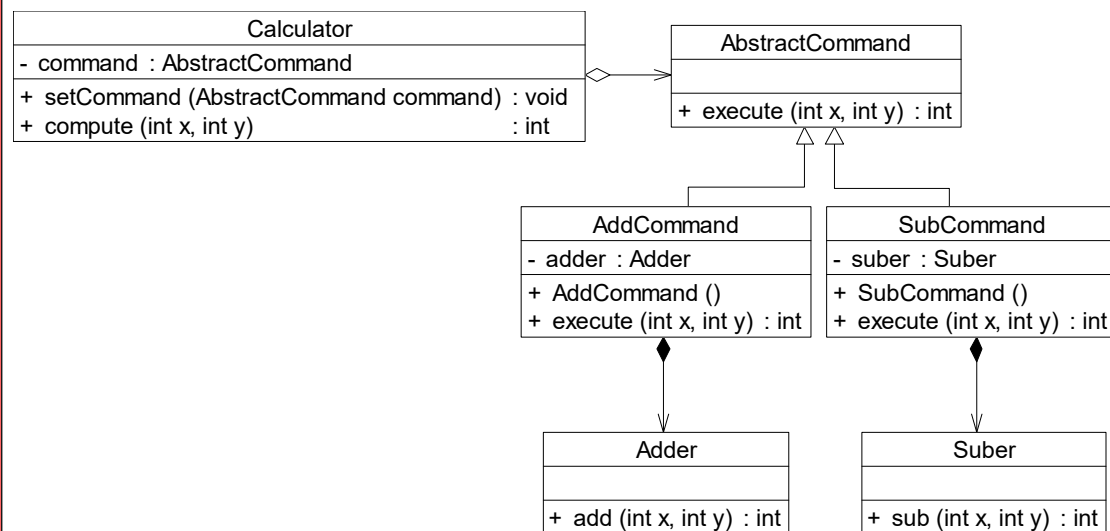 Calculator
- command : AbstractCommand
+ setCommand (AbstractCommand command) : void
+ compute (int x, int y) : int
AbstractCommand
+ execute (int x, int y) : int
AddCommand
- adder : Adder
+ AddCommand ()
+ execute (int x, int y) : int
SubCommand
- suber : Suber
+ SubCommand ()
+ execute (int x, int y) : int
Adder
+ add (int x, int y) : int
Suber
+ sub (int x, int y) : int